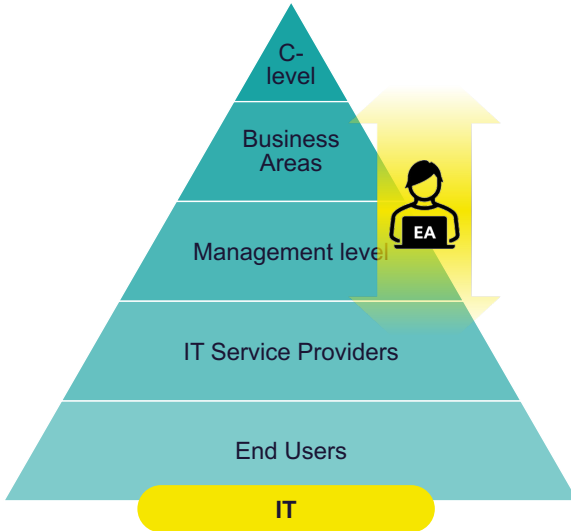 C-
level
Business
Areas
EA
Management level
IT Service Providers
End Users
IT